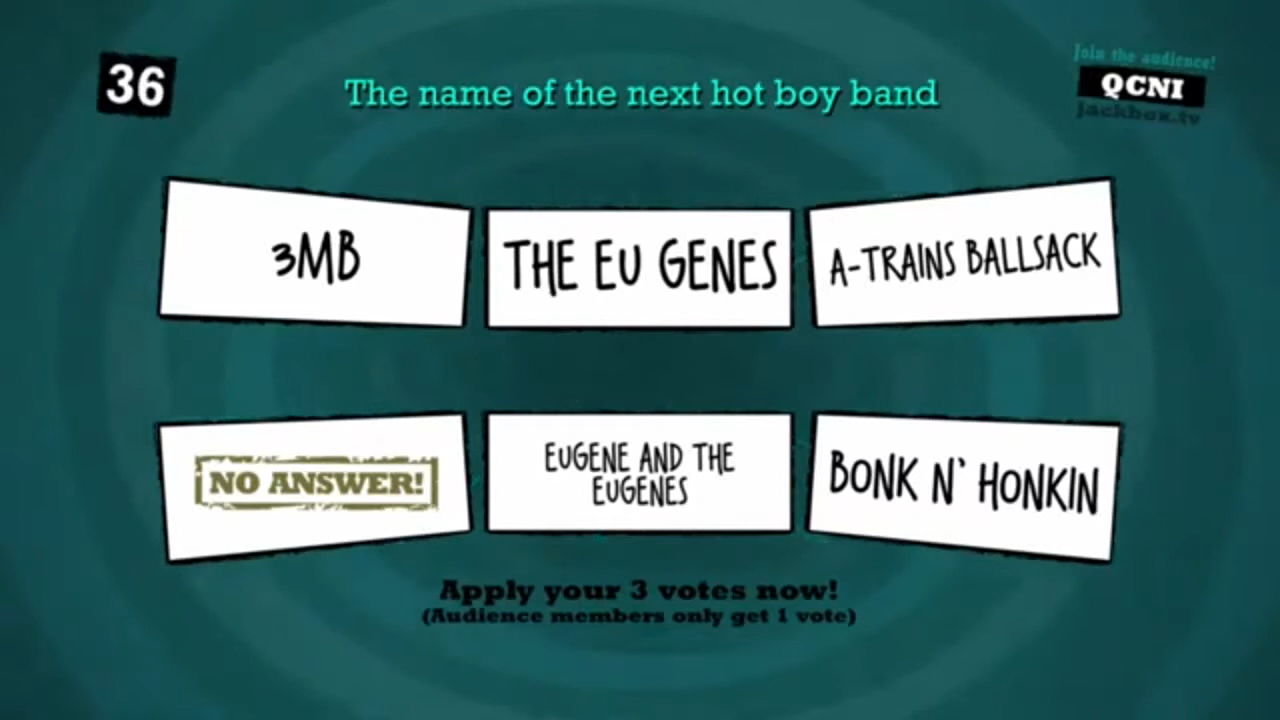 36
The name of the next hot boy band
Join the audience!
QCNI
jackbox.tv
3MB
THE EU GENES
A-TRAINS BALLSACK
NO ANSWER!
EUGENE AND THE
EUGENES
BONK N' HONKIN
Apply your 3 votes now!
(Audience members only get 1 vote)